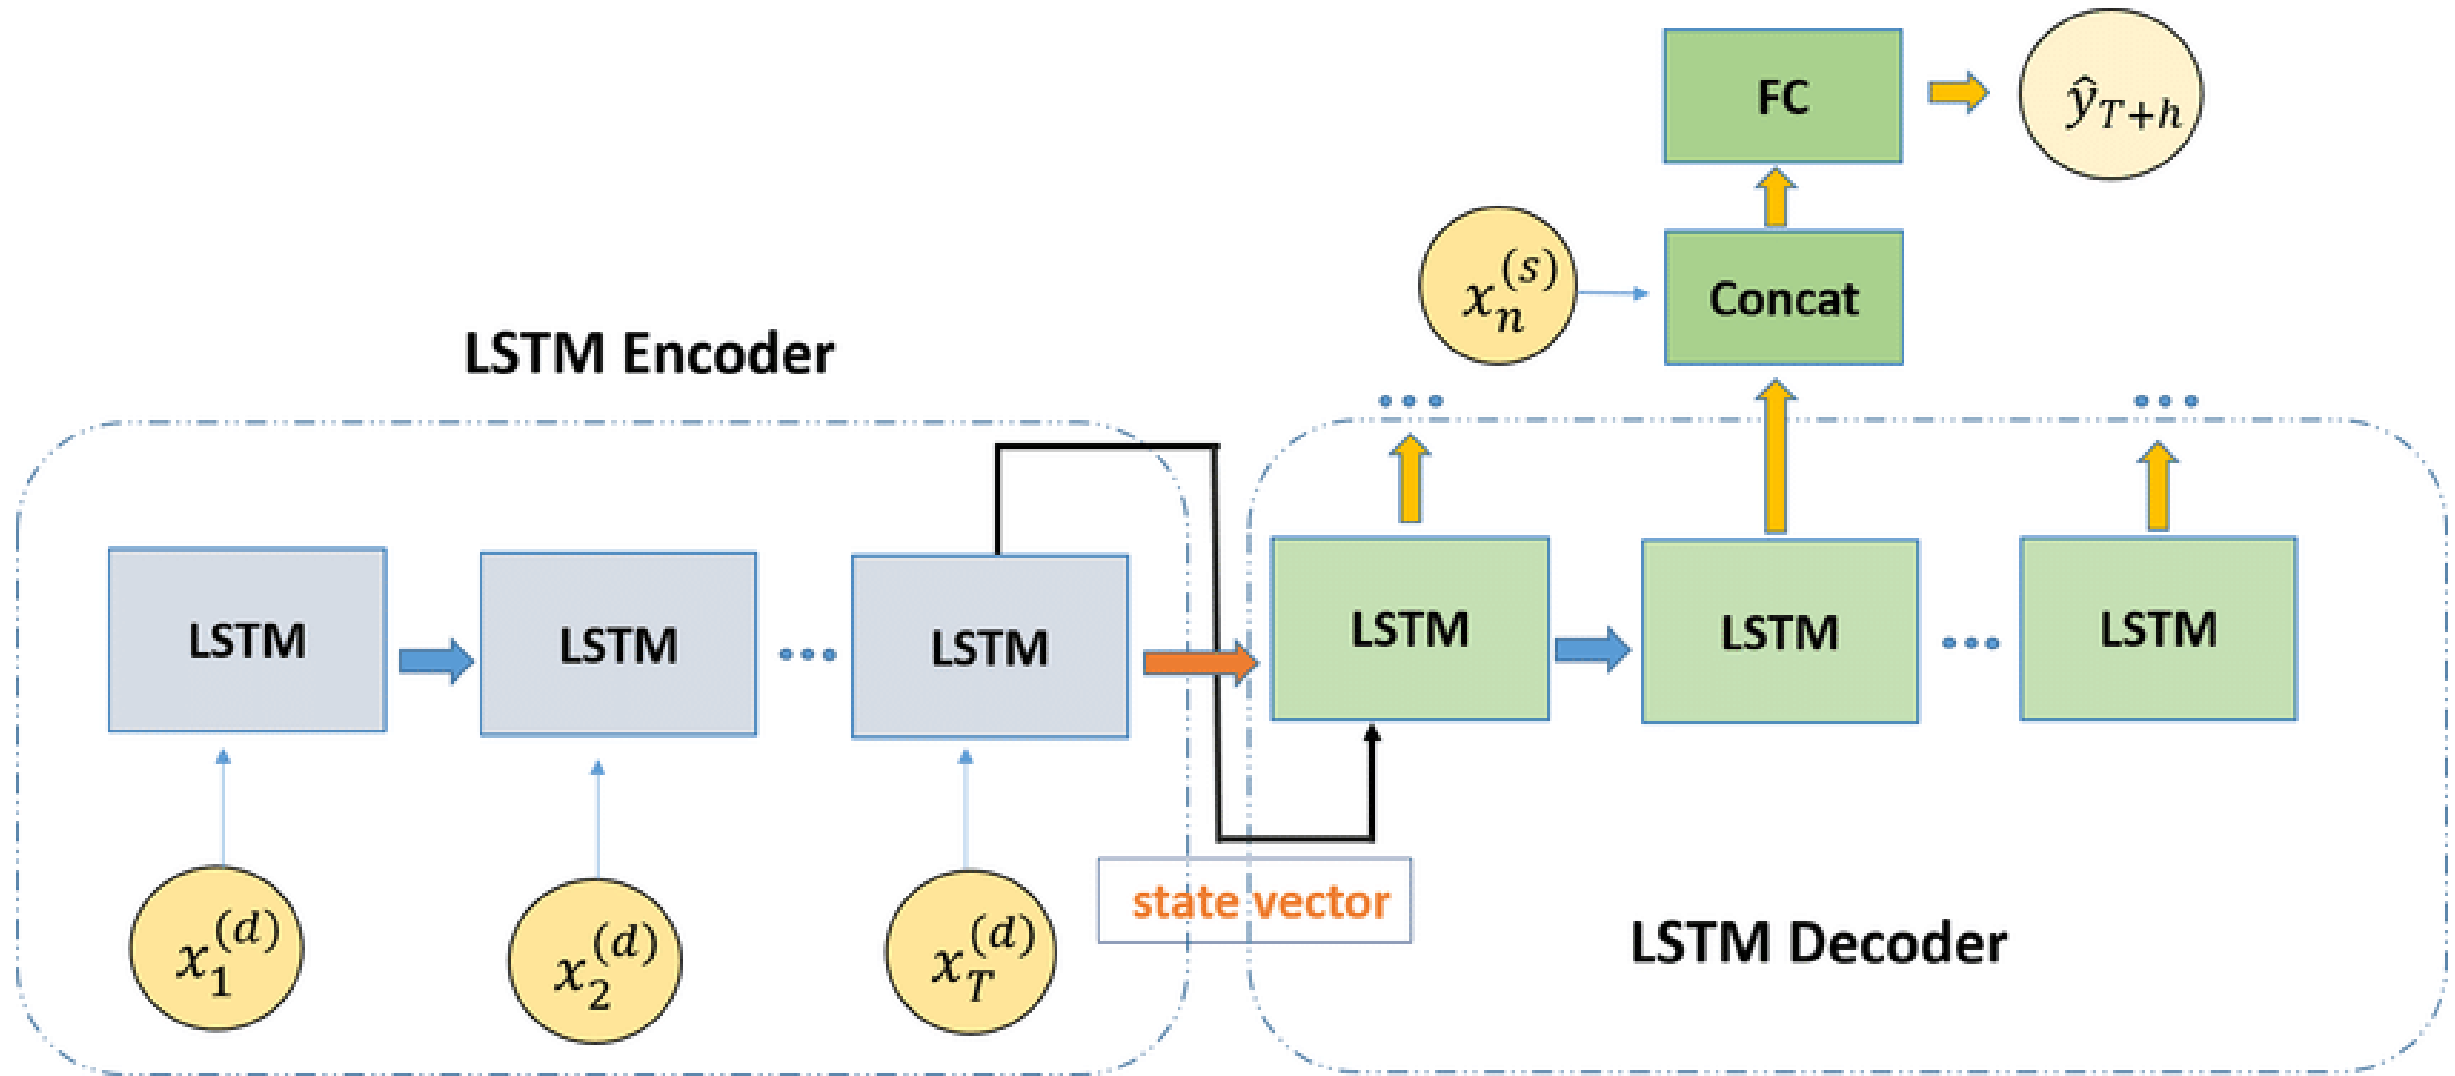 FC
ŷ_{T+h}
x_n^{(s)}
Concat
LSTM Encoder
LSTM
LSTM
LSTM
LSTM
LSTM
LSTM
x_1^{(d)}
x_2^{(d)}
x_T^{(d)}
state vector
LSTM Decoder